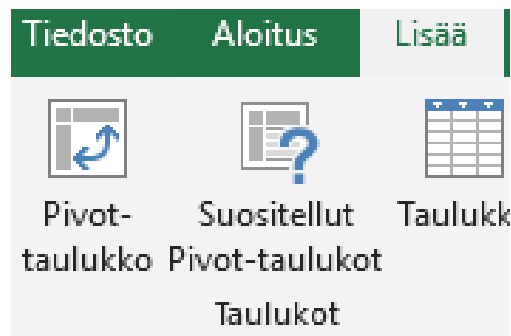 Tiedosto Aloitus Lisää
Pivot-
taulukko
Suositellut
Pivot-taulukot
Taulukk
Taulukot